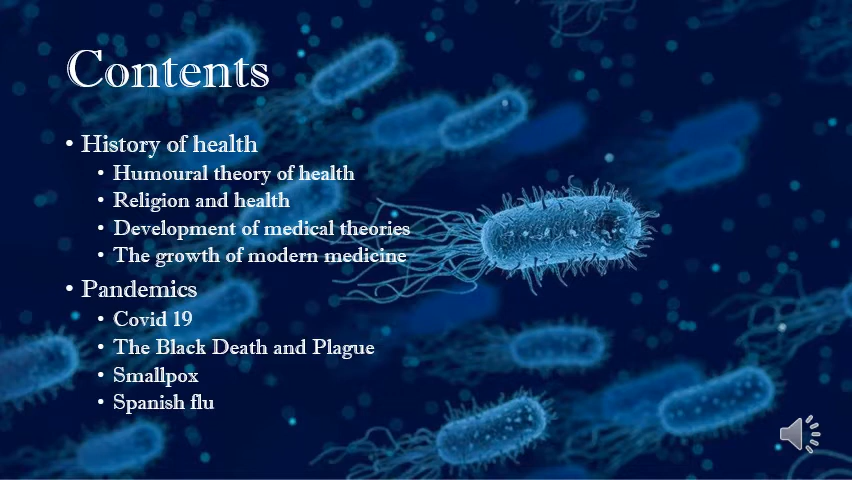 Contents
• History of health
• Humoural theory of health
• Religion and health
• Development of medical theories
• The growth of modern medicine
• Pandemics
• Covid 19
• The Black Death and Plague
• Smallpox
• Spanish flu